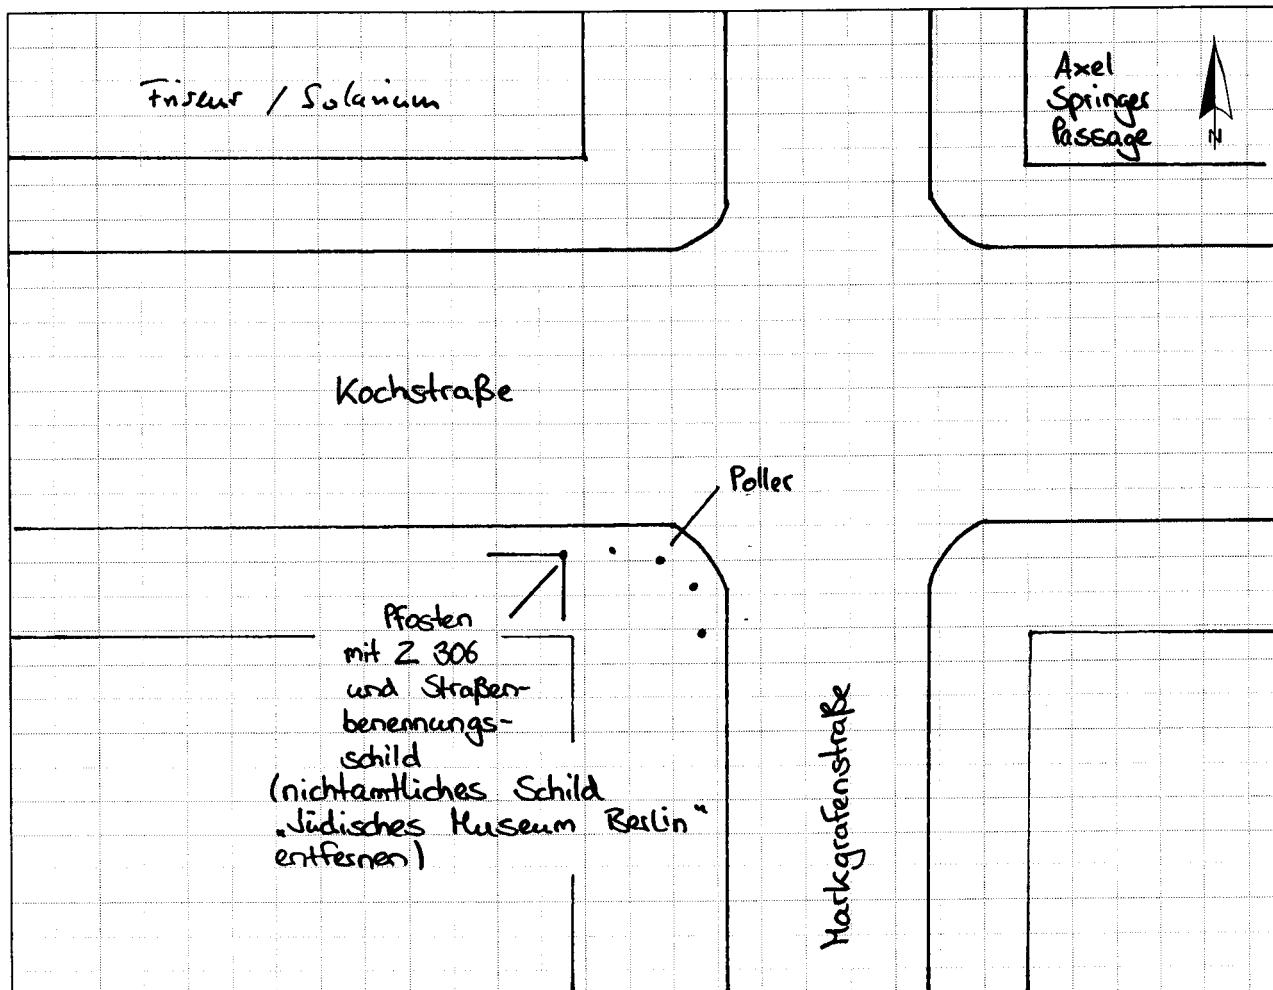 Friseur / Solarium
Axel
Springer
Passage
N
Kochstraße
Poller
Pfosten
mit Z 306
und Straßen-
benennungs-
schild
(nichtamtliches Schild
„Jüdisches Museum Berlin"
entfernen)
Markgrafenstraße